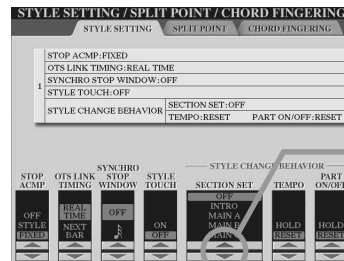 STYLE SETTING / SPLIT POINT / CHORD FINGERING
STYLE SETTING SPLIT POINT CHORD FINGERING
1
STOP ACMP:FIXED
OTS LINK TIMING:REAL TIME
SYNCHRO STOP WINDOW:OFF
STYLE TOUCH:OFF
STYLE CHANGE BEHAVIOR SECTION SET:OFF
TEMPO:RESET PART ON/OFF:RESET
STOP ACMP
OFF
STYLE
FIXED
OTS LINK TIMING
REAL TIME
NEXT BAR
SYNCHRO STOP WINDOW
OFF
STYLE TOUCH
ON
OFF
STYLE CHANGE BEHAVIOR
SECTION SET
OFF
INTRO
MAIN A
MAIN B
MAIN
TEMPO
HOLD
RESET
PART ON/OFF
HOLD
RESET